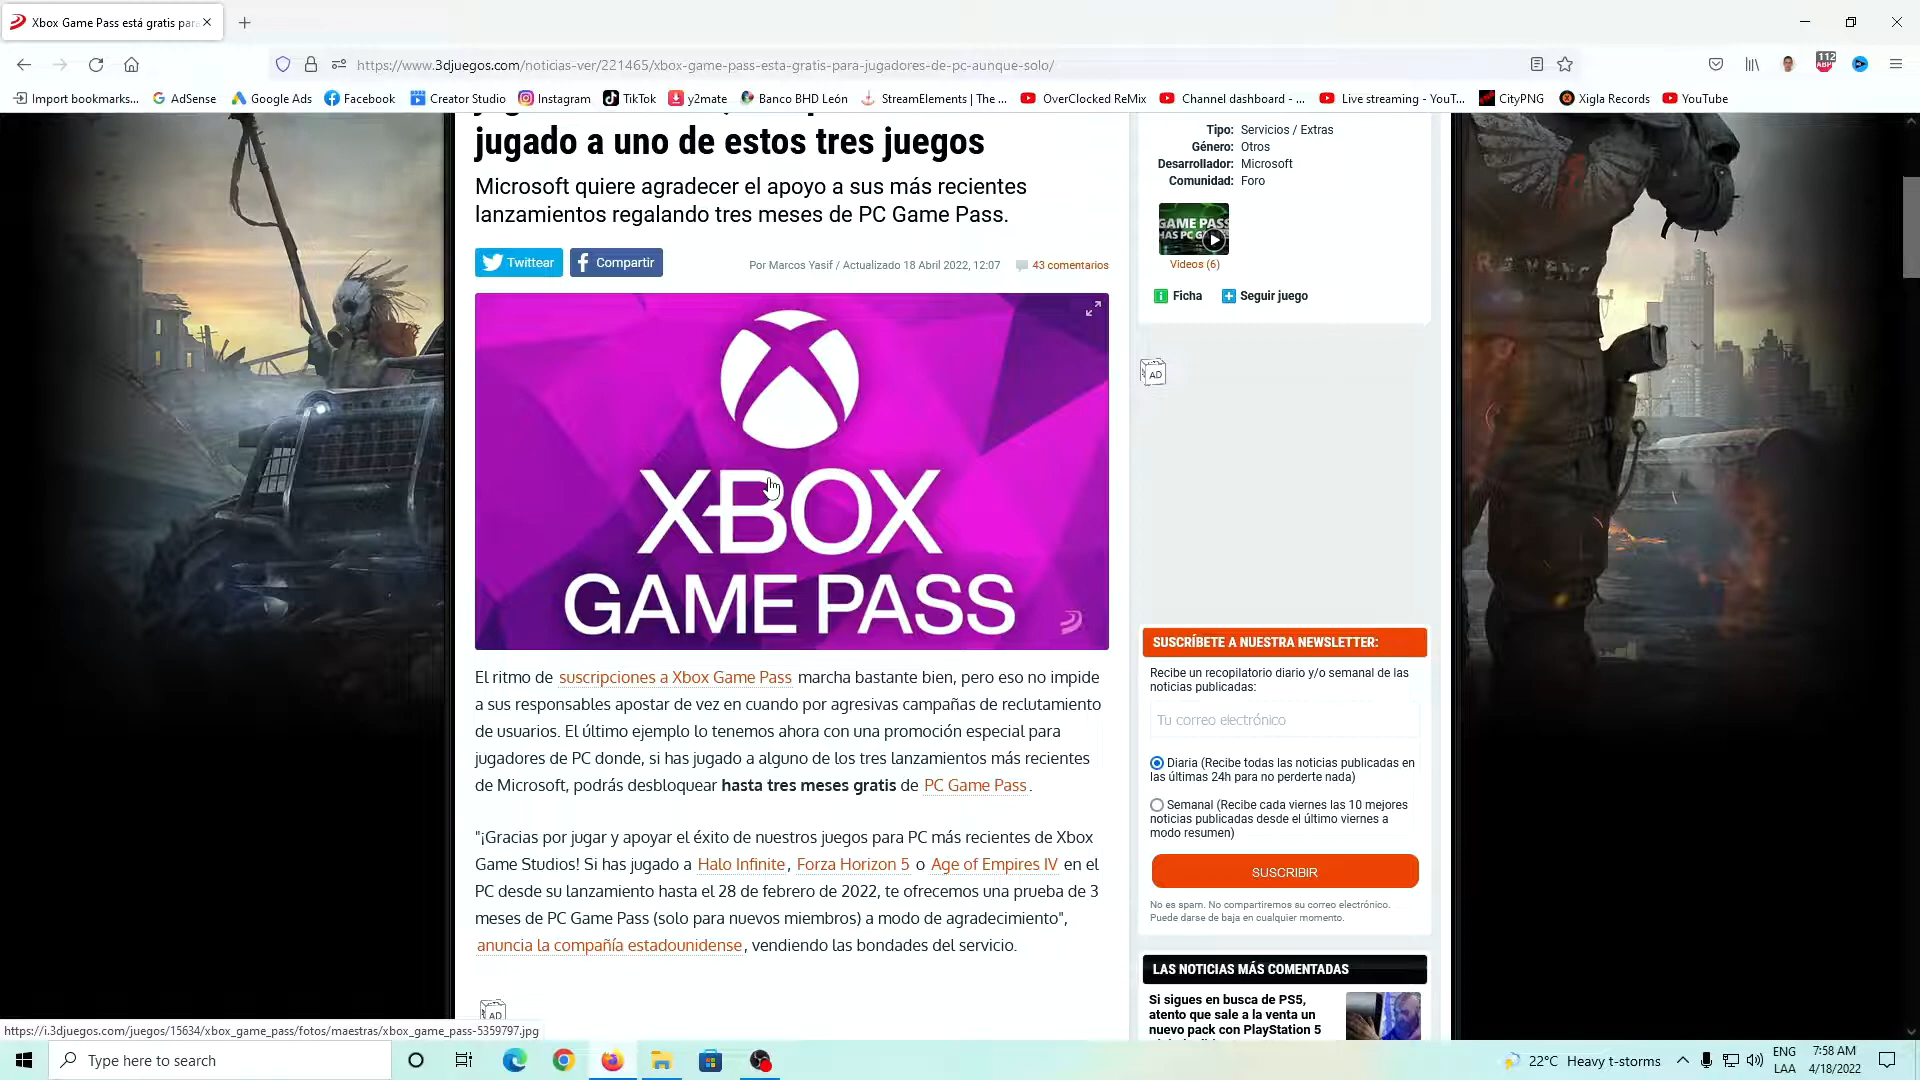 Xbox Game Pass está gratis par
https://www.3djuegos.com/noticias-ver/221465/xbox-game-pass-esta-gratis-para-jugadores-de-pc-aunque-solo/
112
ABP
Import bookmarks...
AdSense
Google Ads
Facebook
Creator Studio
Instagram
TikTok
y2mate
Banco BHD León
StreamElements | The ...
OverClocked ReMix
Channel dashboard - ...
Live streaming - YouT...
CityPNG
Xigla Records
YouTube
jugado a uno de estos tres juegos
Microsoft quiere agradecer el apoyo a sus más recientes
lanzamientos regalando tres meses de PC Game Pass.
Twittear
Compartir
Por Marcos Yasif / Actualizado 18 Abril 2022, 12:07
43 comentarios
XBOX
GAME PASS
El ritmo de suscripciones a Xbox Game Pass marcha bastante bien, pero eso no impide
a sus responsables apostar de vez en cuando por agresivas campañas de reclutamiento
de usuarios. El último ejemplo lo tenemos ahora con una promoción especial para
jugadores de PC donde, si has jugado a alguno de los tres lanzamientos más recientes
de Microsoft, podrás desbloquear hasta tres meses gratis de PC Game Pass.
"¡Gracias por jugar y apoyar el éxito de nuestros juegos para PC más recientes de Xbox
Game Studios! Si has jugado a Halo Infinite, Forza Horizon 5 o Age of Empires IV en el
PC desde su lanzamiento hasta el 28 de febrero de 2022, te ofrecemos una prueba de 3
meses de PC Game Pass (solo para nuevos miembros) a modo de agradecimiento",
anuncia la compañía estadounidense, vendiendo las bondades del servicio.
AD
Tipo: Servicios / Extras
Género: Otros
Desarrollador: Microsoft
Comunidad: Foro
GAME PASS
HAS PC G
Videos (6)
Ficha
Seguir juego
AD
SUSCRÍBETE A NUESTRA NEWSLETTER:
Recibe un recopilatorio diario y/o semanal de las
noticias publicadas:
Tu correo electrónico
Diaria (Recibe todas las noticias publicadas en
las últimas 24h para no perderte nada)
Semanal (Recibe cada viernes las 10 mejores
noticias publicadas desde el último viernes a
modo resumen)
SUSCRIBIR
No es spam. No compartiremos su correo electrónico.
Puede darse de baja en cualquier momento.
LAS NOTICIAS MÁS COMENTADAS
Si sigues en busca de PS5,
atento que sale a la venta un
nuevo pack con PlayStation 5
https://i.3djuegos.com/juegos/15634/xbox_game_pass/fotos/maestras/xbox_game_pass-5359797.jpg
Type here to search
22°C Heavy t-storms
ENG
LAA
7:58 AM
4/18/2022